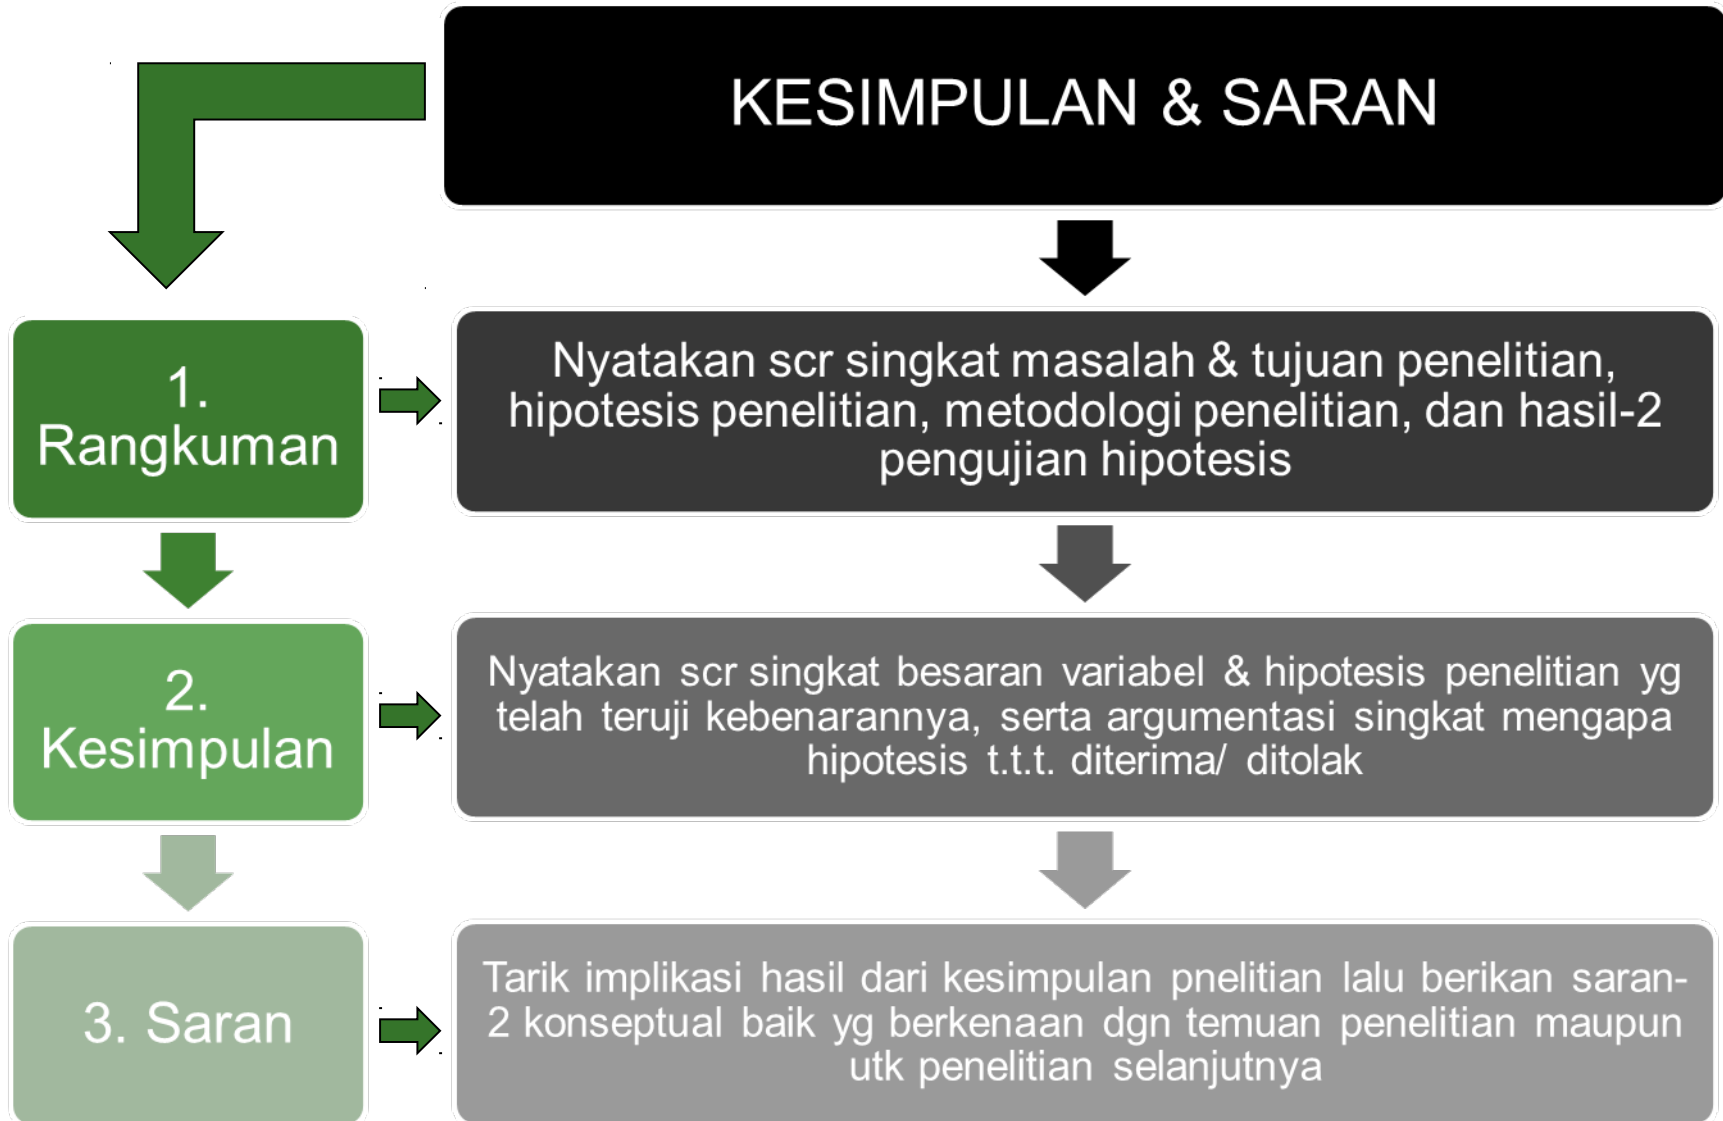 KESIMPULAN & SARAN
1.
Rangkuman
Nyatakan scr singkat masalah & tujuan penelitian,
hipotesis penelitian, metodologi penelitian, dan hasil-2
pengujian hipotesis
2.
Kesimpulan
Nyatakan scr singkat besaran variabel & hipotesis penelitian yg
telah teruji kebenarannya, serta argumentasi singkat mengapa
hipotesis t.t.t. diterima/ ditolak
3. Saran
Tarik implikasi hasil dari kesimpulan pnelitian lalu berikan saran-
2 konseptual baik yg berkenaan dgn temuan penelitian maupun
utk penelitian selanjutnya